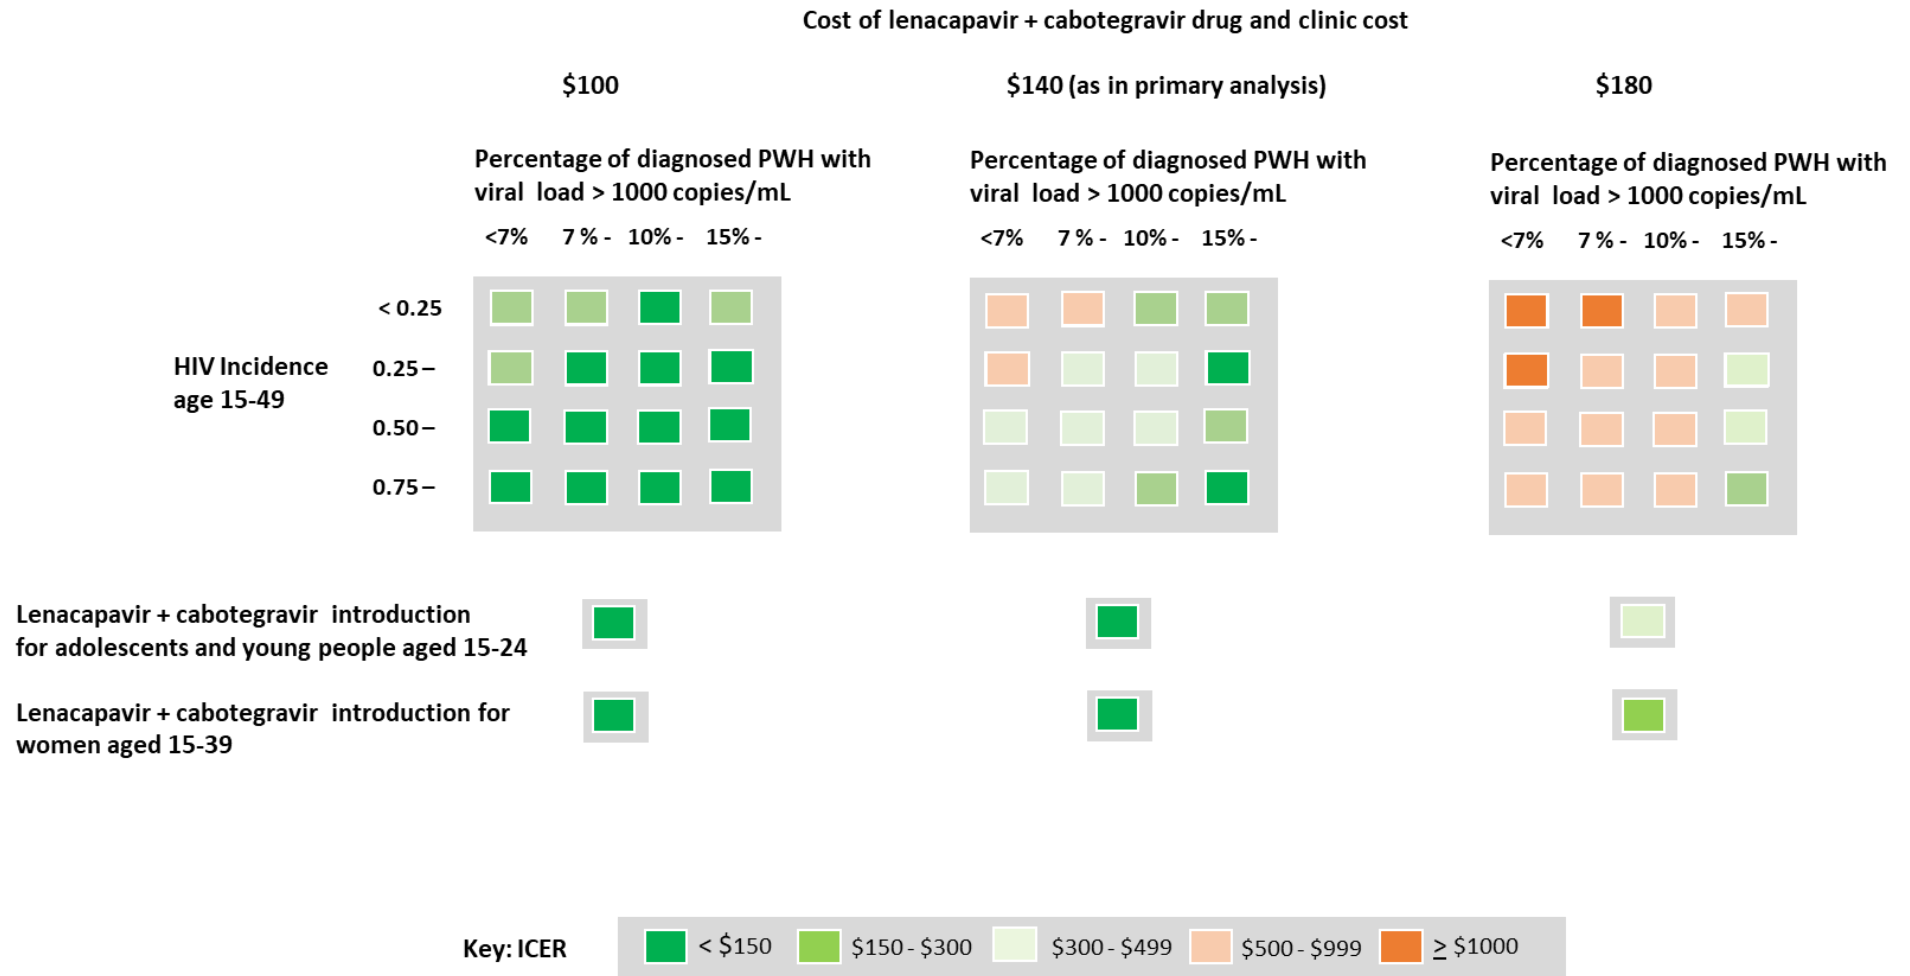 Cost of lenacapavir + cabotegravir drug and clinic cost
$100
$140 (as in primary analysis)
$180
Percentage of diagnosed PWH with
viral load > 1000 copies/mL
<7% 7 % - 10% - 15% -
Percentage of diagnosed PWH with
viral load > 1000 copies/mL
<7% 7 % - 10% - 15% -
Percentage of diagnosed PWH with
viral load > 1000 copies/mL
<7% 7 % - 10% - 15% -
HIV Incidence
age 15-49
< 0.25
0.25 –
0.50 –
0.75 –
Lenacapavir + cabotegravir introduction
for adolescents and young people aged 15-24
Lenacapavir + cabotegravir introduction for
women aged 15-39
Key: ICER
< $150
$150 - $300
$300 - $499
$500 - $999
≥ $1000